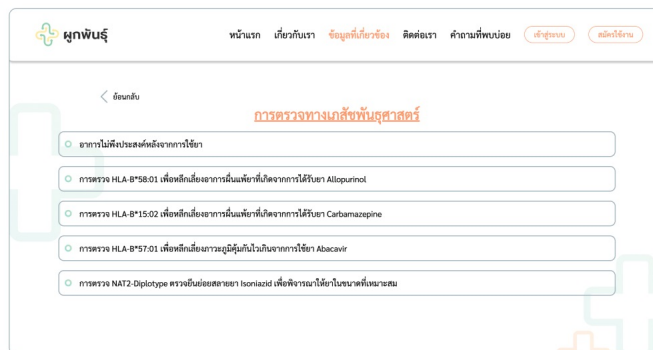 ผูกพันธุ์
หน้าแรก เกี่ยวกับเรา ข้อมูลที่เกี่ยวข้อง ติดต่อเรา คำถามที่พบบ่อย เข้าสู่ระบบ สมัครใช้งาน
ย้อนกลับ
การตรวจทางเภสัชพันธุศาสตร์
อาการไม่พึงประสงค์หลังจากการใช้ยา
การตรวจ HLA-B*58:01 เพื่อหลีกเลี่ยงอาการผื่นแพ้ยาที่เกิดจากการได้รับยา Allopurinol
การตรวจ HLA-B*15:02 เพื่อหลีกเลี่ยงอาการผื่นแพ้ยาที่เกิดจากการได้รับยา Carbamazepine
การตรวจ HLA-B*57:01 เพื่อหลีกเลี่ยงภาวะภูมิคุ้มกันไวเกินจากการใช้ยา Abacavir
การตรวจ NAT2-Diplotype ตรวจยีนย่อยสลายยา Isoniazid เพื่อพิจารณาให้ยาในขนาดที่เหมาะสม